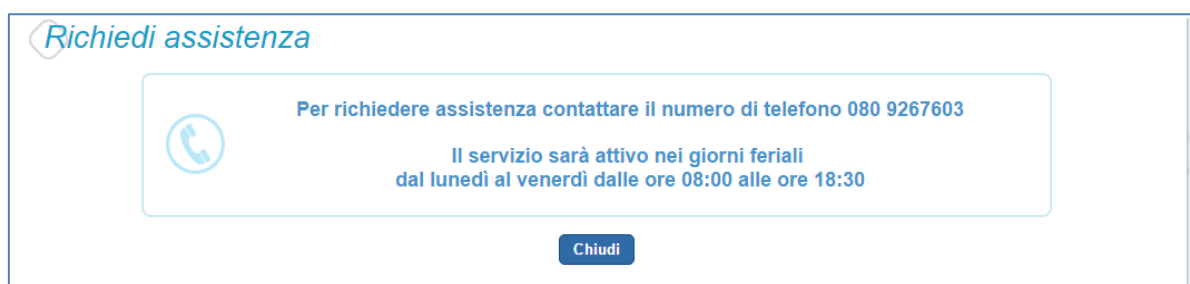 Richiedi assistenza
Per richiedere assistenza contattare il numero di telefono 080 9267603
Il servizio sarà attivo nei giorni feriali
dal lunedì al venerdì dalle ore 08:00 alle ore 18:30
Chiudi